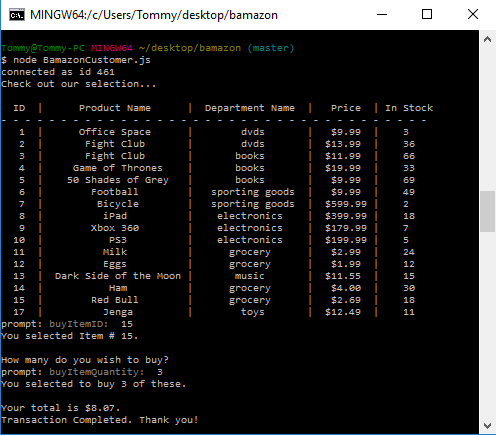 MINGW64:/c/Users/Tommy/desktop/bamazon
Tommy@Tommy-PC MINGW64 ~/desktop/bamazon (master)
$ node BamazonCustomer.js
connected as id 461
Check out our selection...
ID | Product Name | Department Name | Price | In Stock
- - - - - - - - - - - - - - - - - - - - - - - - - - - - - - - - - - - -
1 | Office Space | dvds | $9.99 | 3
2 | Fight Club | dvds | $13.99 | 36
3 | Fight Club | books | $11.99 | 66
4 | Game of Thrones | books | $19.99 | 33
5 | 50 Shades of Grey | books | $9.99 | 69
6 | Football | sporting goods | $9.99 | 49
7 | Bicycle | sporting goods | $599.99 | 2
8 | iPad | electronics | $399.99 | 18
9 | Xbox 360 | electronics | $179.99 | 7
10 | PS3 | electronics | $199.99 | 5
11 | Milk | grocery | $2.99 | 24
12 | Eggs | grocery | $1.99 | 12
13 | Dark Side of the Moon | music | $11.55 | 15
14 | Ham | grocery | $4.00 | 30
15 | Red Bull | grocery | $2.69 | 18
17 | Jenga | toys | $12.49 | 11
prompt: buyItemID: 15
You selected Item # 15.
How many do you wish to buy?
prompt: buyItemQuantity: 3
You selected to buy 3 of these.
Your total is $8.07.
Transaction Completed. Thank you!